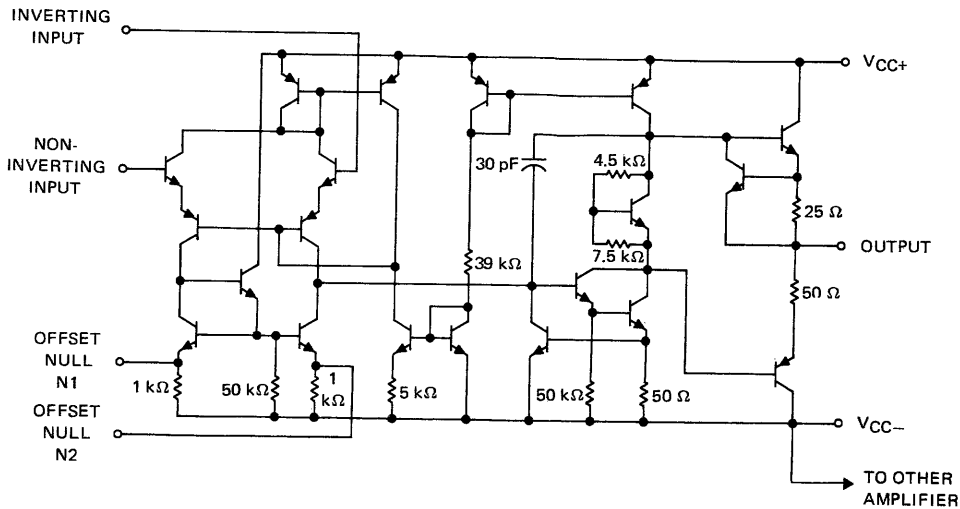 INVERTING
INPUT
VCC+
NON-
INVERTING
INPUT
30 pF
4.5 kΩ
25 Ω
OUTPUT
39 kΩ
7.5 kΩ
50 Ω
OFFSET
NULL
N1
1 kΩ
50 kΩ
1
kΩ
5 kΩ
50 kΩ
50 Ω
OFFSET
NULL
N2
VCC–
TO OTHER
AMPLIFIER